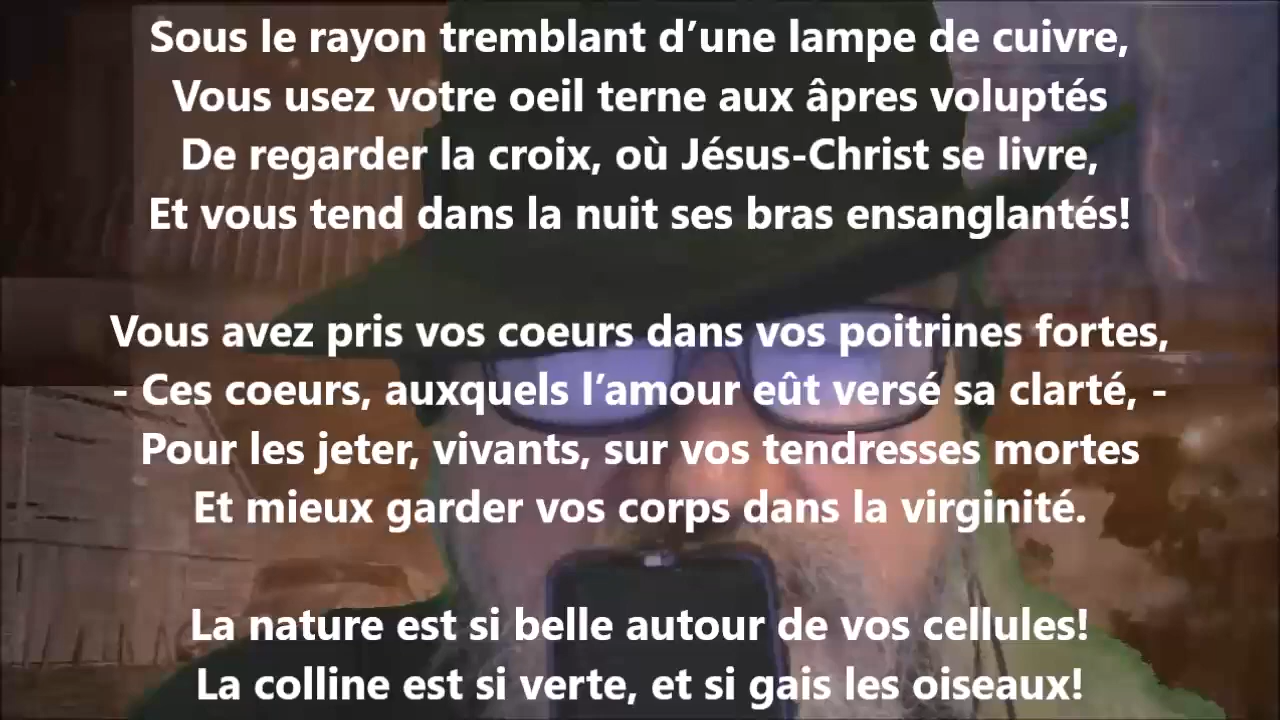 Sous le rayon tremblant d’une lampe de cuivre,
Vous usez votre oeil terne aux âpres voluptés
De regarder la croix, où Jésus-Christ se livre,
Et vous tend dans la nuit ses bras ensanglantés!
Vous avez pris vos coeurs dans vos poitrines fortes,
- Ces coeurs, auxquels l’amour eût versé sa clarté, -
Pour les jeter, vivants, sur vos tendresses mortes
Et mieux garder vos corps dans la virginité.
La nature est si belle autour de vos cellules!
La colline est si verte, et si gais les oiseaux!